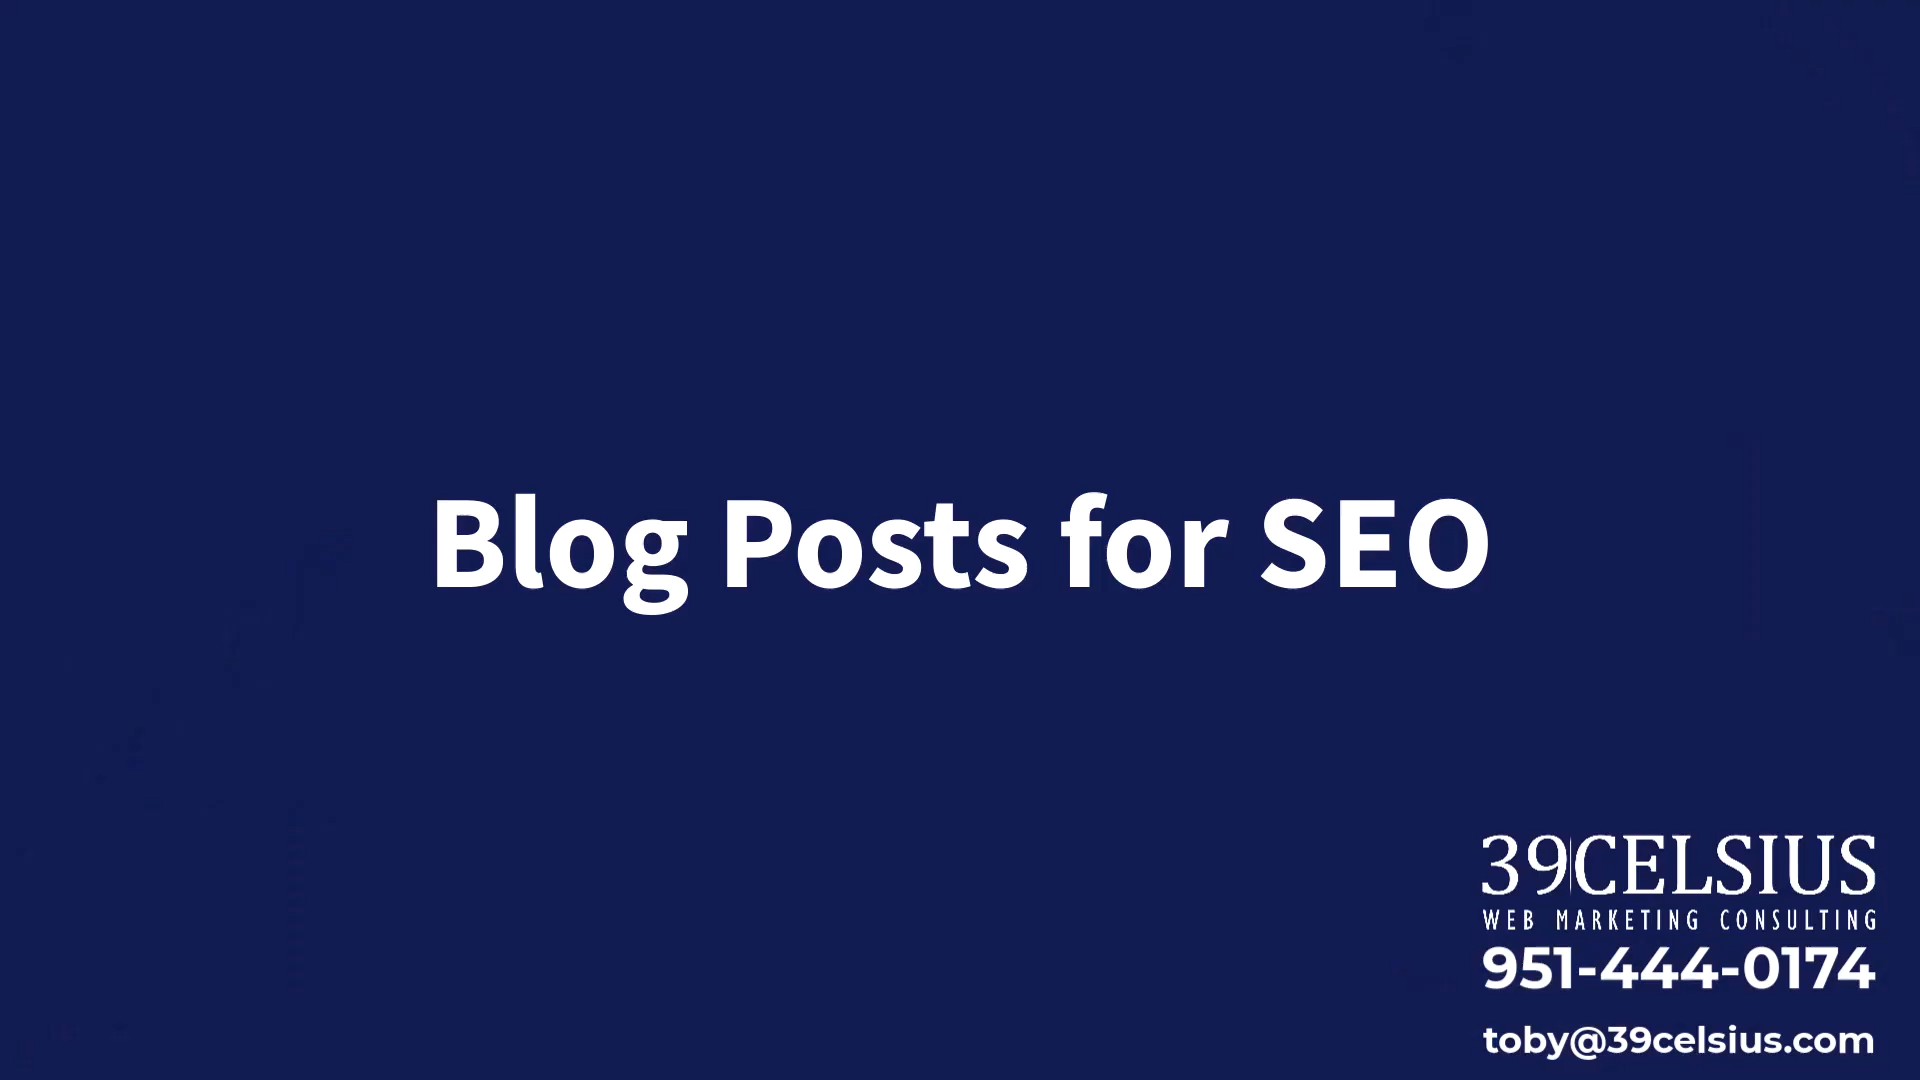 Blog Posts for SEO
39CELSIUS
WEB MARKETING CONSULTING
951-444-0174
toby@39celsius.com